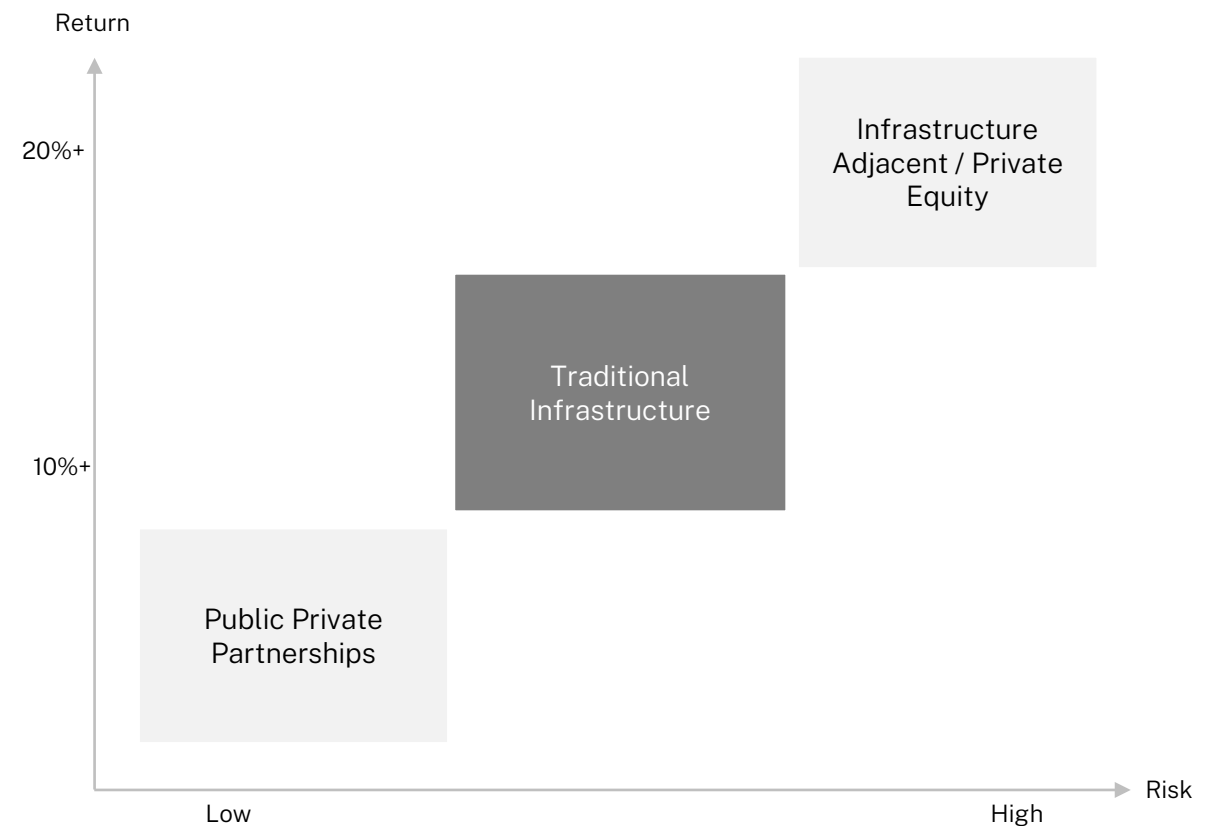 Return
20%+
Infrastructure
Adjacent / Private
Equity
Traditional
Infrastructure
10%+
Public Private
Partnerships
Risk
Low
High